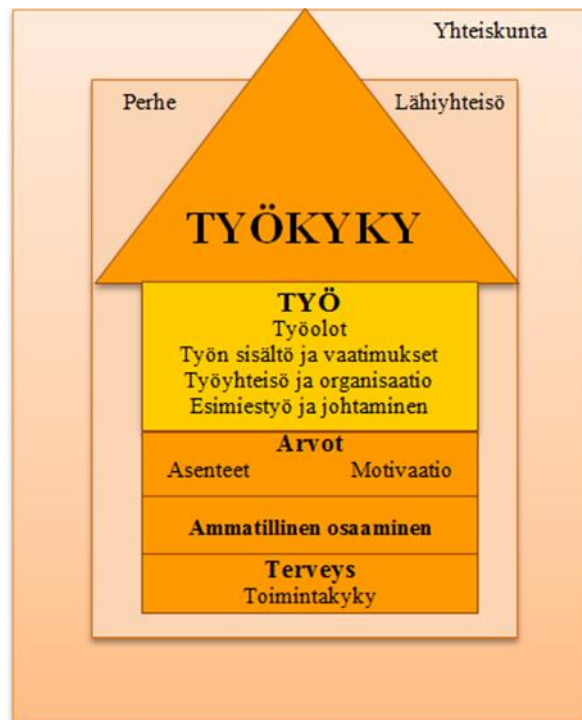 Yhteiskunta
Perhe Lähiyhteisö
TYÖKYKY
TYÖ
Työolot
Työn sisältö ja vaatimukset
Työyhteisö ja organisaatio
Esimiestyö ja johtaminen
Arvot
Asenteet Motivaatio
Ammatillinen osaaminen
Terveys
Toimintakyky